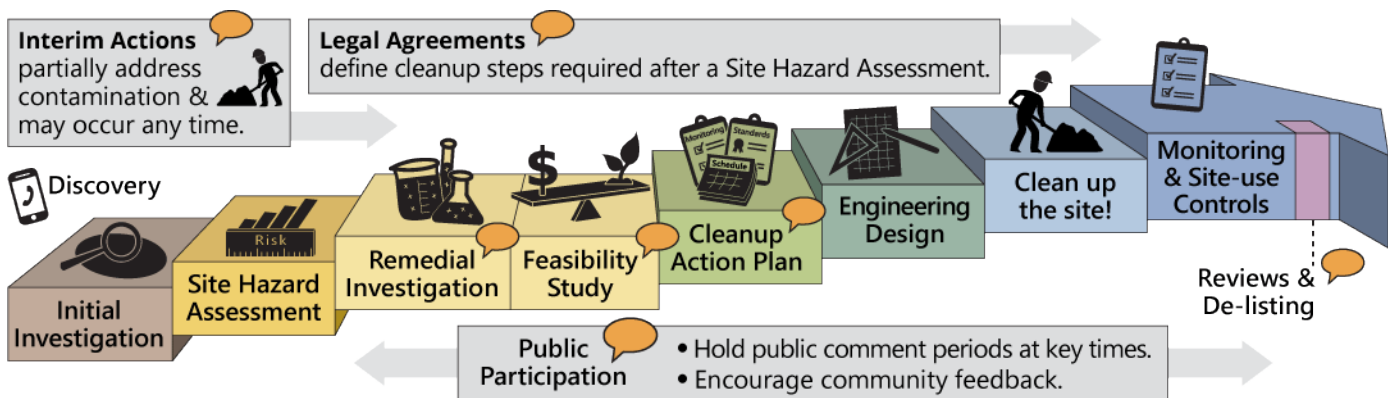 Interim Actions
partially address
contamination &
may occur any time.
Legal Agreements
define cleanup steps required after a Site Hazard Assessment.
Discovery
Initial
Investigation
Risk
Site Hazard
Assessment
Remedial
Investigation
$
Feasibility
Study
Monitoring
Standards
Schedule
Cleanup
Action Plan
Engineering
Design
Clean up
the site!
Monitoring
& Site-use
Controls
Reviews &
De-listing
Public
Participation
• Hold public comment periods at key times.
• Encourage community feedback.